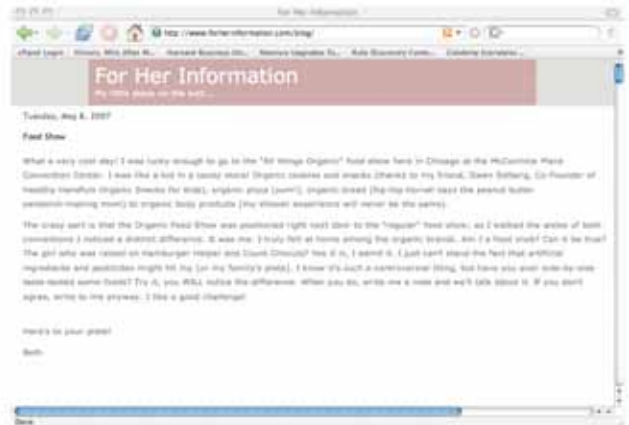 For Her Information
http://www.forherinformation.com/blog/
For Her Information
My little place on the web...
Tuesday, May 8, 2007
Food Show
What a very cool day! I was lucky enough to go to the "All Things Organic" food show here in Chicago at the McCormick Place
Convention Center. I was like a kid in a candy store! Organic cookies and snacks (thanks to my friend, Co-Founder of
Healthy Handfuls Organic Snacks for kids), organic pizza (yum!), organic bread (hip hip hurrah says the peanut butter
sandwich-making mom) to organic body products (my shower experience will never be the same).
The crazy part is that the Organic Food Show was positioned right next door to the "regular" food show, so I walked the aisles of both
conventions I noticed a distinct difference. It was me. I truly felt at home among the organic brands. Am I a food snob? Can it be true?
The girl who was raised on Hamburger Helper and Count Chocula? Yes it is, I admit it. I just can't stand the fact that artificial
ingredients and pesticides might hit my (or my family's plate). I know it's such a controversial thing, but have you ever side-by-side
taste-tested some foods? Try it, you WILL notice the difference. When you do, write me a note and we'll talk about it. If you don't
agree, write to me anyway. I like a good challenge!
Here's to your plate!
Beth
Done